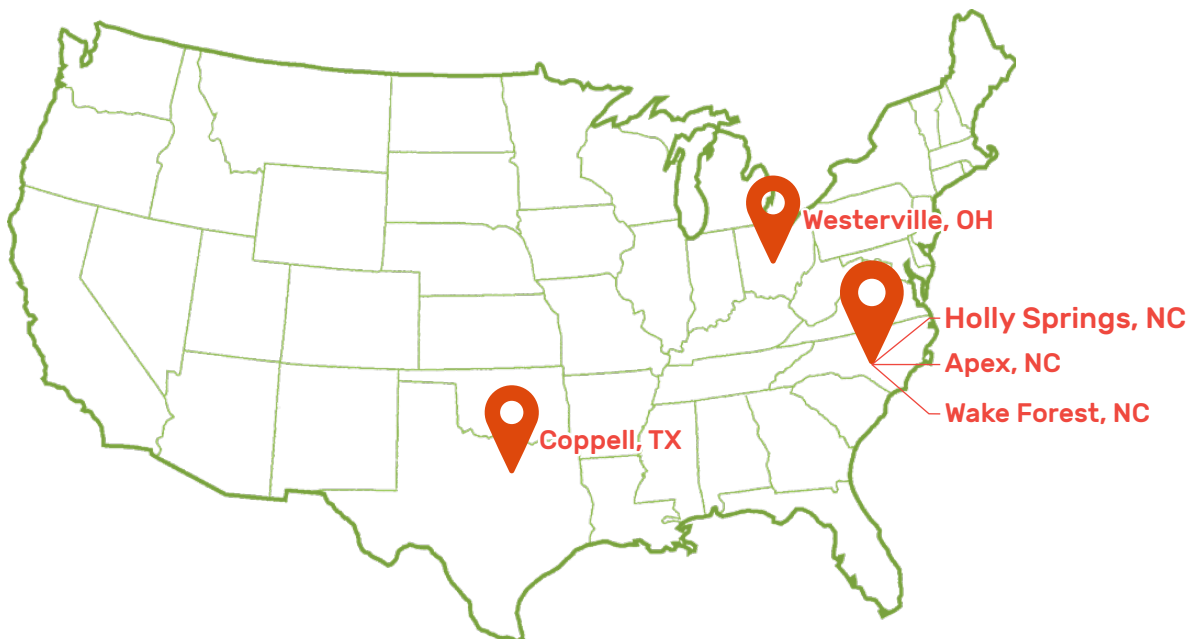 Westerville, OH
Holly Springs, NC
Apex, NC
Wake Forest, NC
Coppell, TX